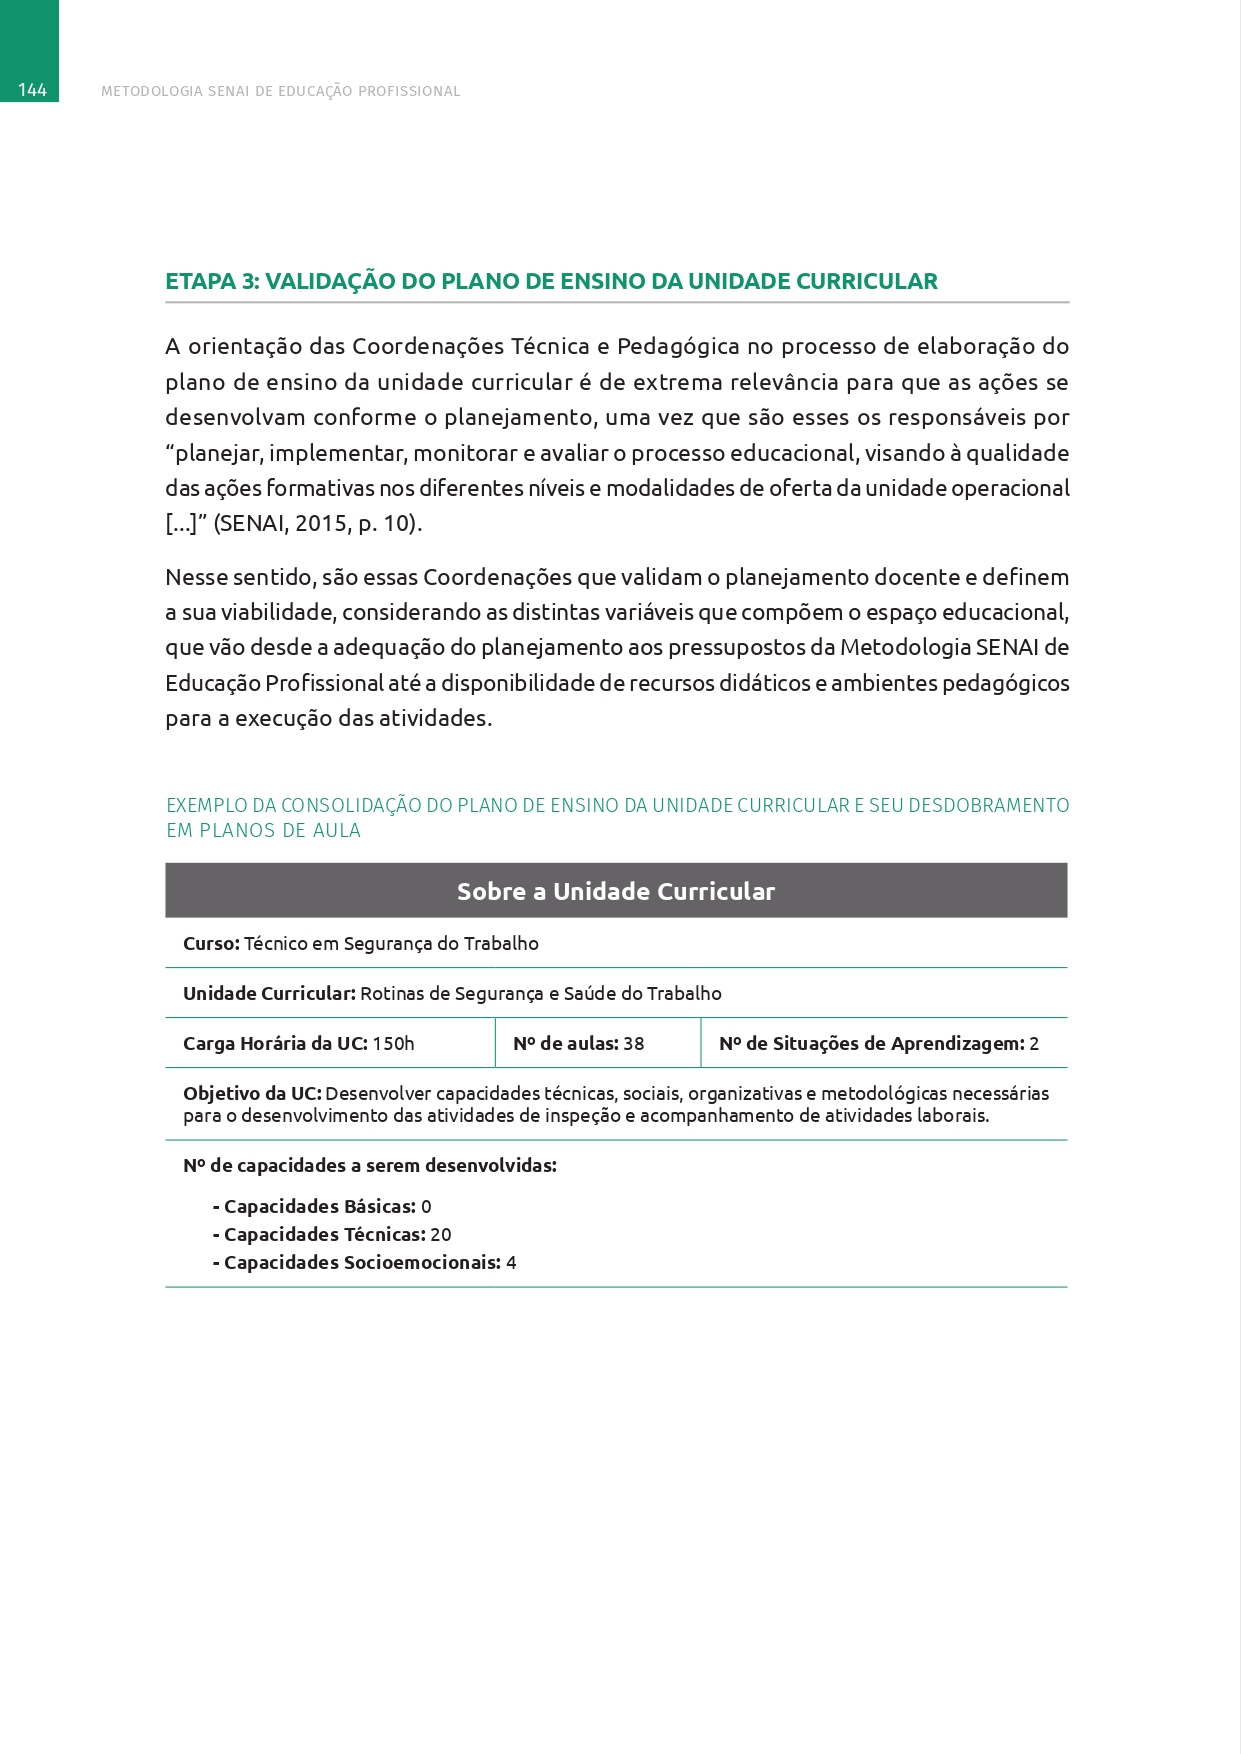 144
METODOLOGIA SENAI DE EDUCAÇÃO PROFISSIONAL
ETAPA 3: VALIDAÇÃO DO PLANO DE ENSINO DA UNIDADE CURRICULAR
A orientação das Coordenações Técnica e Pedagógica no processo de elaboração do
plano de ensino da unidade curricular é de extrema relevância para que as ações se
desenvolvam conforme o planejamento, uma vez que são esses os responsáveis por
“planejar, implementar, monitorar e avaliar o processo educacional, visando à qualidade
das ações formativas nos diferentes níveis e modalidades de oferta da unidade operacional
[...]” (SENAI, 2015, p. 10).
Nesse sentido, são essas Coordenações que validam o planejamento docente e definem
a sua viabilidade, considerando as distintas variáveis que compõem o espaço educacional,
que vão desde a adequação do planejamento aos pressupostos da Metodologia SENAI de
Educação Profissional até a disponibilidade de recursos didáticos e ambientes pedagógicos
para a execução das atividades.
EXEMPLO DA CONSOLIDAÇÃO DO PLANO DE ENSINO DA UNIDADE CURRICULAR E SEU DESDOBRAMENTO
EM PLANOS DE AULA
Sobre a Unidade Curricular
Curso: Técnico em Segurança do Trabalho
Unidade Curricular: Rotinas de Segurança e Saúde do Trabalho
Carga Horária da UC: 150h
Nº de aulas: 38
Nº de Situações de Aprendizagem: 2
Objetivo da UC: Desenvolver capacidades técnicas, sociais, organizativas e metodológicas necessárias
para o desenvolvimento das atividades de inspeção e acompanhamento de atividades laborais.
Nº de capacidades a serem desenvolvidas:
- Capacidades Básicas: 0
- Capacidades Técnicas: 20
- Capacidades Socioemocionais: 4